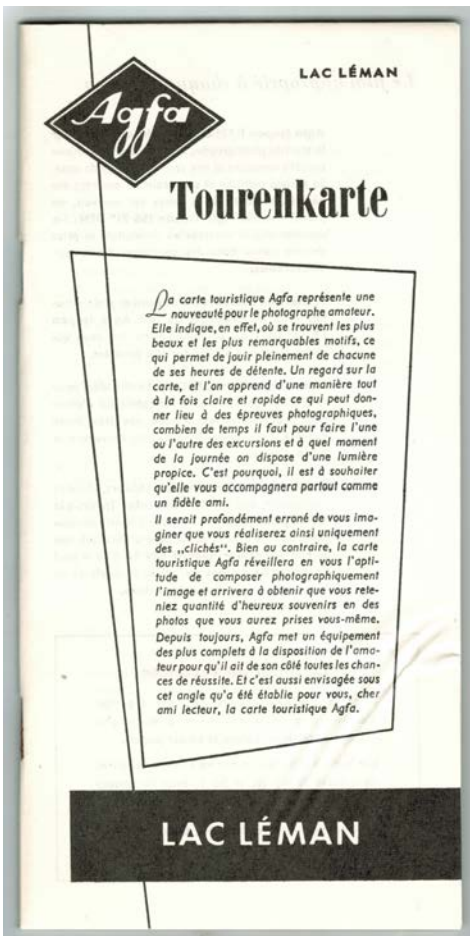 LAC LÉMAN
Agfa
Tourenkarte
La carte touristique Agfa représente une
nouveauté pour le photographe amateur.
Elle indique, en effet, où se trouvent les plus
beaux et les plus remarquables motifs, ce
qui permet de jouir pleinement de chacune
de ses heures de détente. Un regard sur la
carte, et l'on apprend d'une manière tout
à la fois claire et rapide ce qui peut don-
ner lieu à des épreuves photographiques,
combien de temps il faut pour faire l'une
ou l'autre des excursions et à quel moment
de la journée on dispose d'une lumière
propice. C'est pourquoi, il est à souhaiter
qu'elle vous accompagnera partout comme
un fidèle ami.
Il serait profondément erroné de vous ima-
giner que vous réaliserez ainsi uniquement
des „clichés“. Bien au contraire, la carte
touristique Agfa réveillera en vous l'apti-
tude de composer photographiquement
l'image et arrivera à obtenir que vous rete-
niez quantité d'heureux souvenirs en des
photos que vous aurez prises vous-même.
Depuis toujours, Agfa met un équipement
des plus complets à la disposition de l'ama-
teur pour qu'il ait de son côté toutes les chan-
ces de réussite. Et c'est aussi envisagée sous
cet angle qu'a été établie pour vous, cher
ami lecteur, la carte touristique Agfa.
LAC LÉMAN